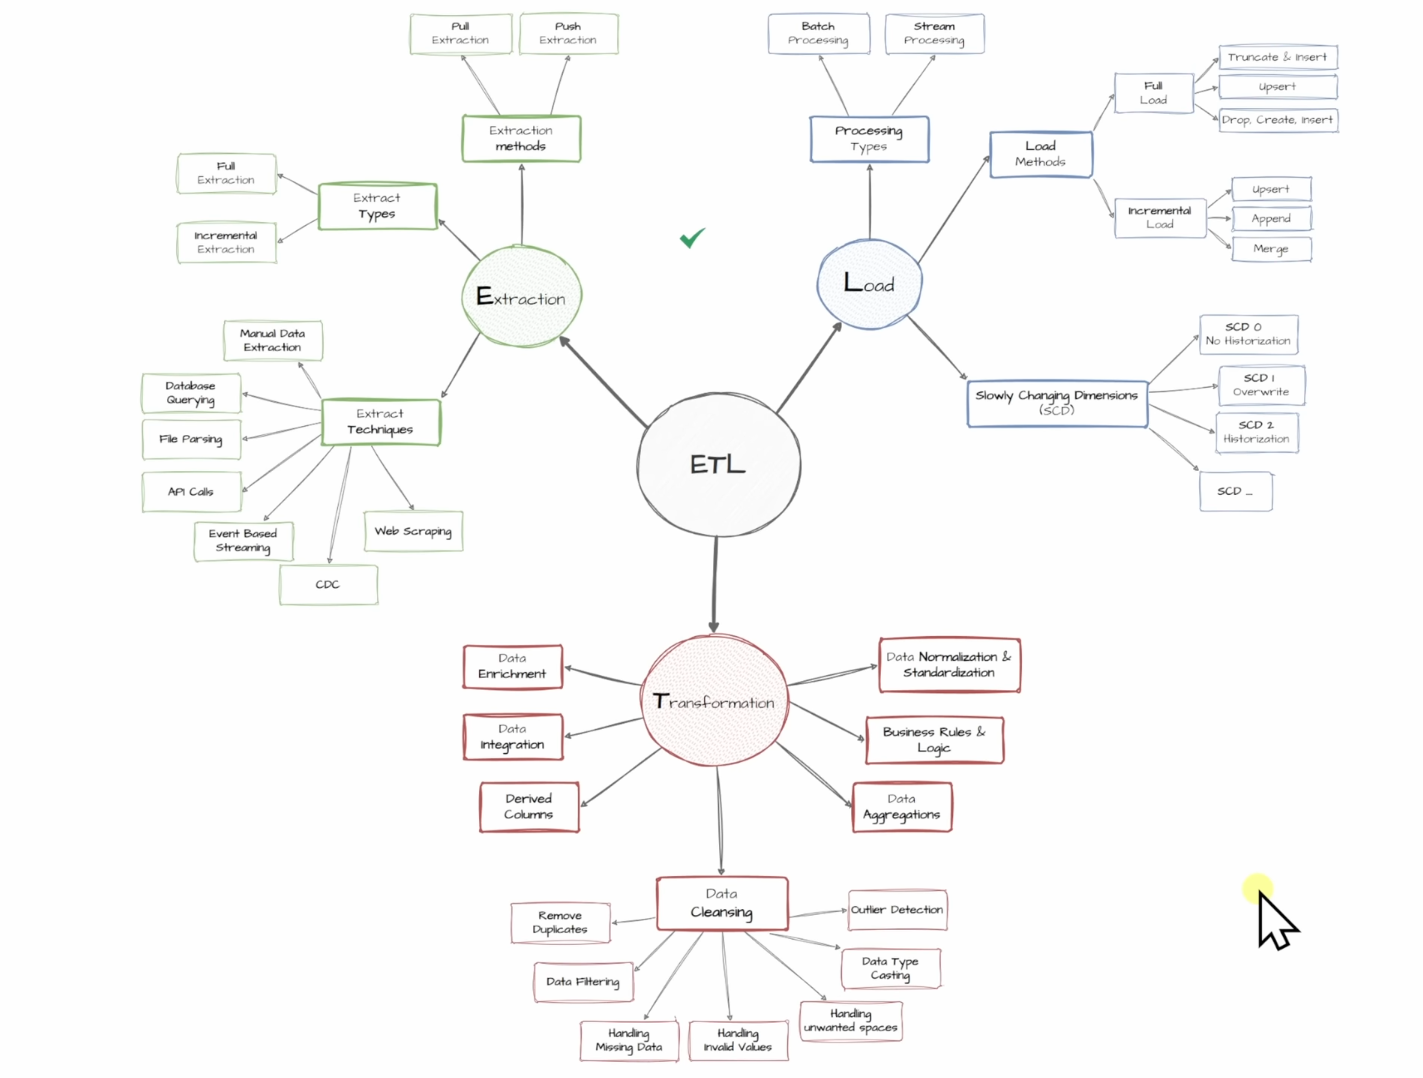 Pull
Extraction
Push
Extraction
Batch
Processing
Stream
Processing
Extraction
methods
Processing
Types
Load
Methods
Full
Load
Truncate & Insert
Upsert
Drop, Create, Insert
Incremental
Load
Upsert
Append
Merge
Full
Extraction
Incremental
Extraction
Extract
Types
Extraction
Load
Manual Data
Extraction
Database
Querying
File Parsing
API Calls
Event Based
Streaming
CDC
Web Scraping
Extract
Techniques
ETL
Slowly Changing Dimensions
(SCD)
SCD 0
No Historization
SCD 1
Overwrite
SCD 2
Historization
SCD ...
Data
Enrichment
Data
Integration
Derived
Columns
Transformation
Data Normalization &
Standardization
Business Rules &
Logic
Data
Aggregations
Data
Cleansing
Remove
Duplicates
Data Filtering
Handling
Missing Data
Handling
Invalid Values
Handling
unwanted spaces
Data Type
Casting
Outlier Detection